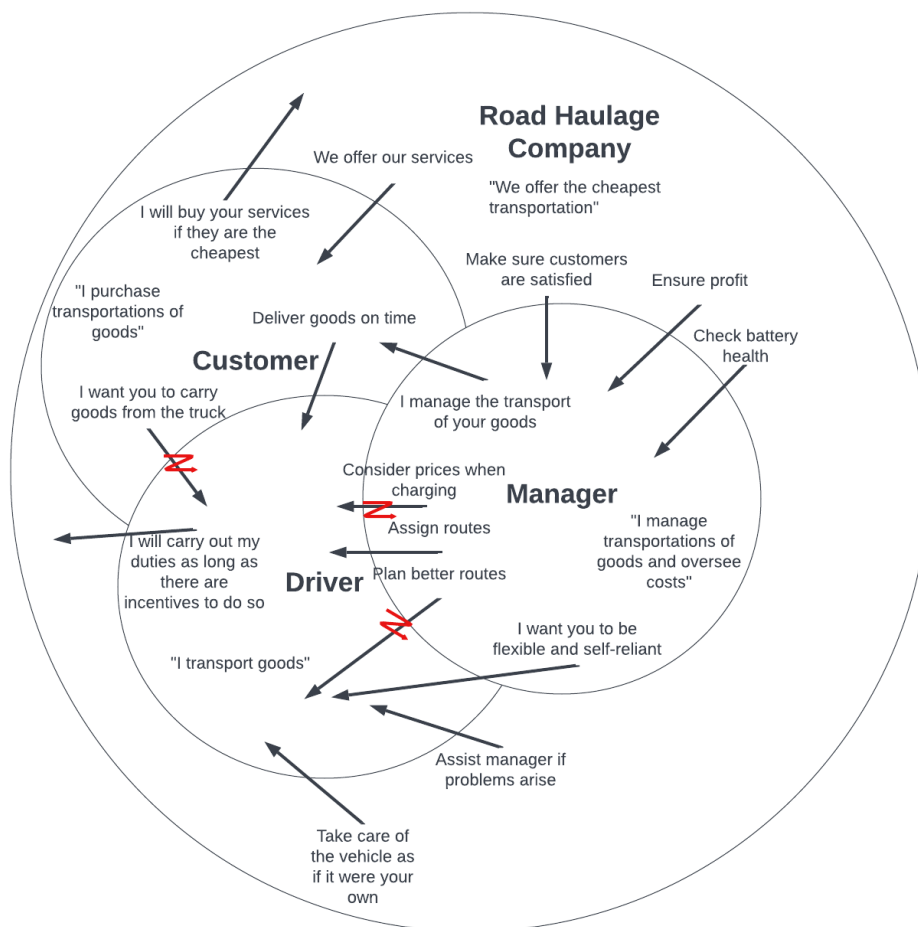 Road Haulage
Company
"We offer the cheapest
transportation"
We offer our services
I will buy your services
if they are the
cheapest
Make sure customers
are satisfied
Ensure profit
Check battery
health
"I purchase
transportations of
goods"
Deliver goods on time
Customer
I want you to carry
goods from the truck
I manage the transport
of your goods
Consider prices when
charging
Manager
Assign routes
"I manage
transportations of
goods and oversee
costs"
I will carry out my
duties as long as
there are
incentives to do so
Driver
Plan better routes
I want you to be
flexible and self-reliant
"I transport goods"
Assist manager if
problems arise
Take care of
the vehicle as
if it were your
own